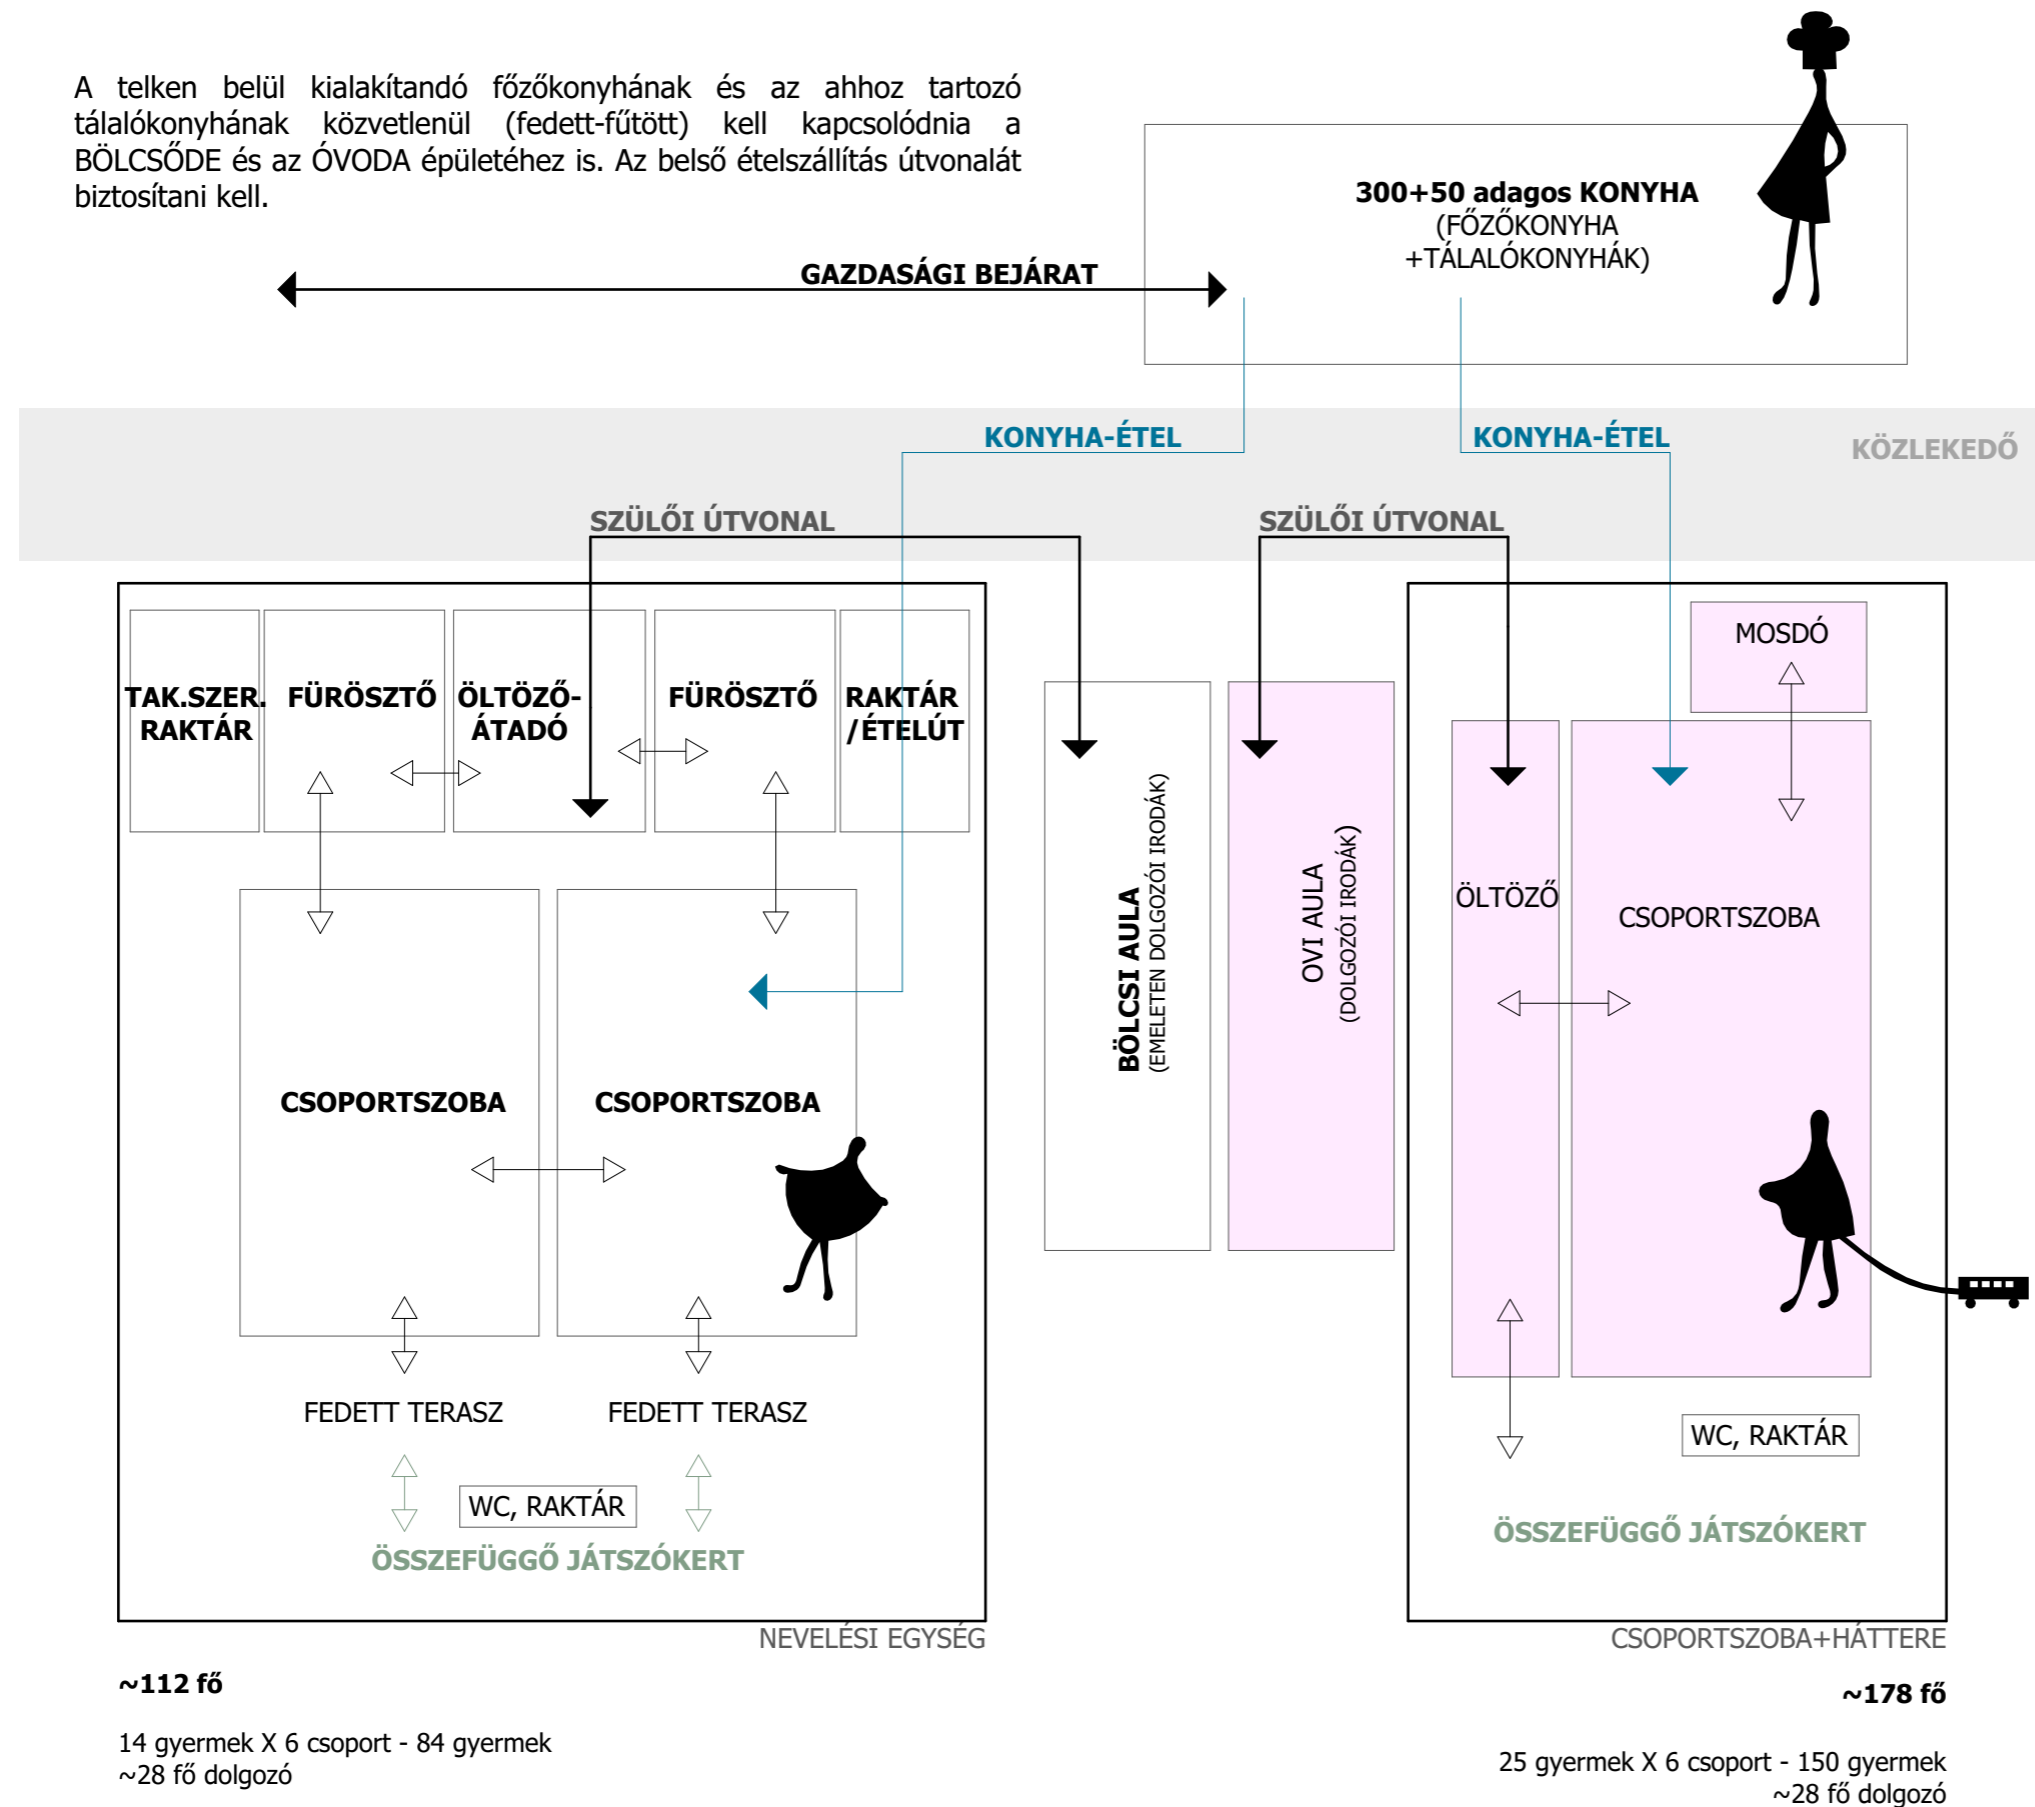 A telken belül kialakítandó főzőkonyhának és az ahhoz tartozó
tálalókonyhának közvetlenül (fedett-fűtött) kell kapcsolódnia a
BÖLCSŐDE és az ÓVODA épületéhez is. Az belső ételszállítás útvonalát
biztosítani kell.
300+50 adagos KONYHA
(FŐZŐKONYHA
+TÁLALÓKONYHÁK)
GAZDASÁGI BEJÁRAT
KONYHA-ÉTEL
KONYHA-ÉTEL
KÖZLEKEDŐ
SZÜLŐI ÚTVONAL
SZÜLŐI ÚTVONAL
TAK.SZER.
RAKTÁR
FÜRÖSZTŐ
ÖLTÖZŐ-
ÁTADÓ
FÜRÖSZTŐ
RAKTÁR
/ÉTELÚT
CSOPORTSZOBA
CSOPORTSZOBA
FEDETT TERASZ
FEDETT TERASZ
WC, RAKTÁR
ÖSSZEFÜGGŐ JÁTSZÓKERT
NEVELÉSI EGYSÉG
BÖLCSI AULA
(EMELETEN DOLGOZÓI IRODÁK)
OVI AULA
(DOLGOZÓI IRODÁK)
MOSDÓ
ÖLTÖZŐ
CSOPORTSZOBA
WC, RAKTÁR
ÖSSZEFÜGGŐ JÁTSZÓKERT
CSOPORTSZOBA+HÁTTERE
~112 fő
14 gyermek X 6 csoport - 84 gyermek
~28 fő dolgozó
~178 fő
25 gyermek X 6 csoport - 150 gyermek
~28 fő dolgozó